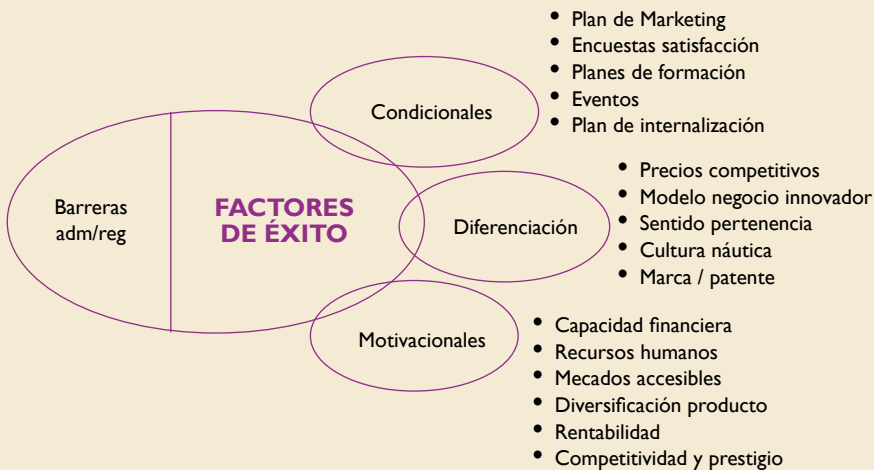 Barreras
adm/reg
FACTORES
DE ÉXITO
Condicionales
• Plan de Marketing
• Encuestas satisfacción
• Planes de formación
• Eventos
• Plan de internalización
Diferenciación
• Precios competitivos
• Modelo negocio innovador
• Sentido pertenencia
• Cultura náutica
• Marca / patente
Motivacionales
• Capacidad financiera
• Recursos humanos
• Mecados accesibles
• Diversificación producto
• Rentabilidad
• Competitividad y prestigio